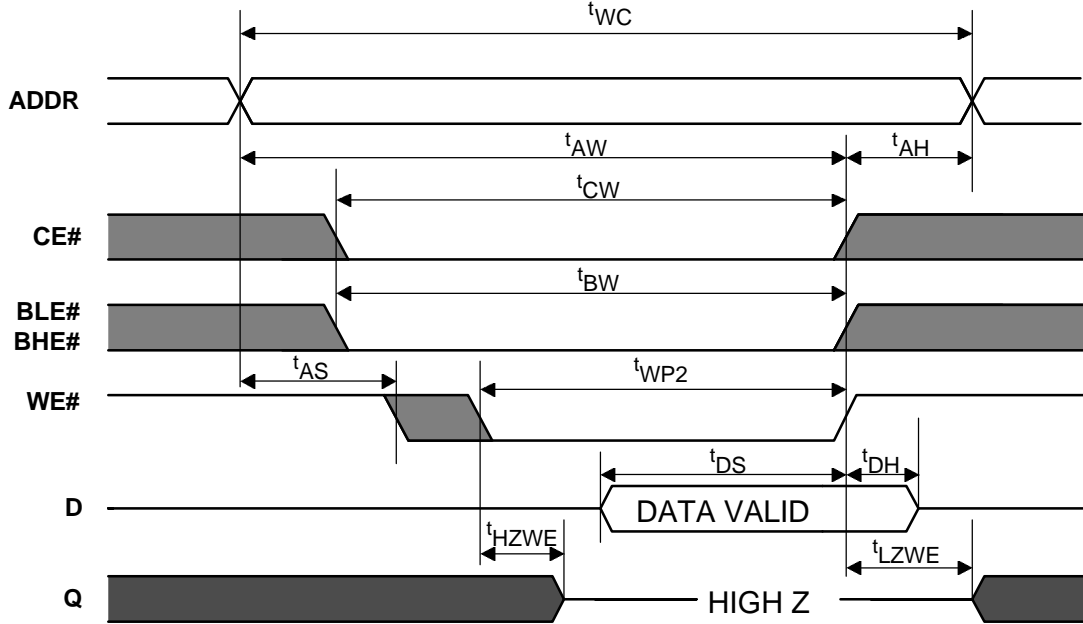 tWC
ADDR
tAW
tAH
tCW
CE#
tBW
BLE#
BHE#
tAS
tWP2
WE#
tDS
tDH
D
DATA VALID
tHZWE
tLZWE
Q
HIGH Z